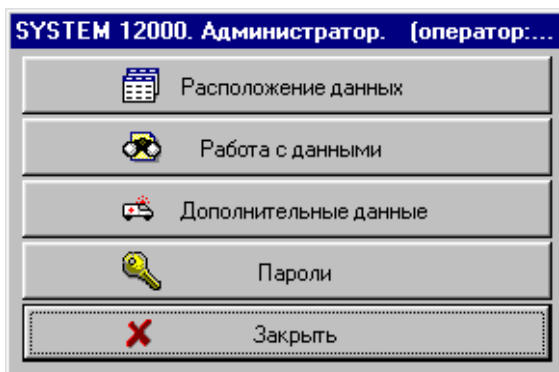 SYSTEM 12000. Администратор. (оператор:...
Расположение данных
Работа с данными
Дополнительные данные
Пароли
Закрыть